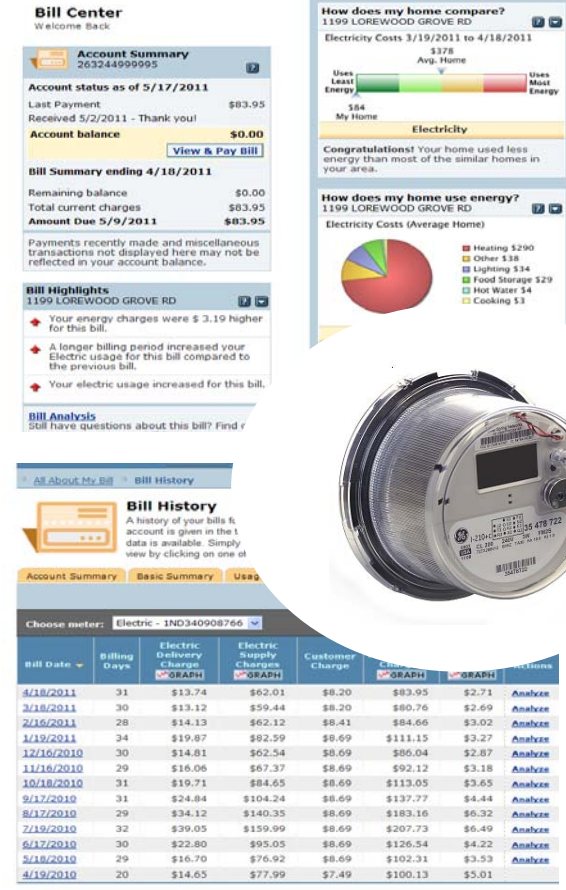 Bill Center
Welcome Back
Account Summary
263244999995
Account status as of 5/17/2011
Last Payment $83.95
Received 5/2/2011 - Thank you!
Account balance $0.00
View & Pay Bill
Bill Summary ending 4/18/2011
Remaining balance $0.00
Total current charges $83.95
Amount Due 5/9/2011 $83.95
Payments recently made and miscellaneous
transactions not displayed here may not be
reflected in your account balance.
Bill Highlights
1199 LOREWOOD GROVE RD
Your energy charges were $ 3.19 higher
for this bill.
A longer billing period increased your
Electric usage for this bill compared to
the previous bill.
Your electric usage increased for this bill.
Bill Analysis
Still have questions about this bill? Find
How does my home compare?
1199 LOREWOOD GROVE RD
Electricity Costs 3/19/2011 to 4/18/2011
$378
Avg. Home
Uses
Least
Energy
Uses
Most
Energy
$84
My Home
Electricity
Congratulations! Your home used less
energy than most of the similar homes in
your area.
How does my home use energy?
1199 LOREWOOD GROVE RD
Electricity Costs (Average Home)
Heating $290
Other $38
Lighting $34
Food Storage $29
Hot Water $4
Cooking $3
I-210+C
35 478 722
CL 200 240V 3W
35478722
All About My Bill Bill History
Bill History
A history of your bills
account is given in the
data is available. Simply
view by clicking on one
Account Summary Basic Summary Usag
Choose meter: Electric - 1ND340908766
Bill Date
Billing
Days
Electric
Delivery
Charge
GRAPH
Electric
Supply
Charges
GRAPH
Customer
Charge
GRAPH
GRAPH
4/18/2011 31 $13.74 $62.01 $8.20 $83.95 $2.71 Analyze
3/18/2011 30 $13.12 $59.44 $8.20 $80.76 $2.69 Analyze
2/16/2011 28 $14.13 $62.12 $8.41 $84.66 $3.02 Analyze
1/19/2011 34 $19.87 $82.59 $8.69 $111.15 $3.27 Analyze
12/16/2010 30 $14.81 $62.54 $8.69 $86.04 $2.87 Analyze
11/16/2010 29 $16.06 $67.37 $8.69 $92.12 $3.18 Analyze
10/18/2010 31 $19.71 $84.65 $8.69 $113.05 $3.65 Analyze
9/17/2010 31 $24.84 $104.24 $8.69 $137.77 $4.44 Analyze
8/17/2010 29 $34.12 $140.35 $8.69 $183.16 $6.32 Analyze
7/19/2010 32 $39.05 $159.99 $8.69 $207.73 $6.49 Analyze
6/17/2010 30 $22.80 $95.05 $8.69 $126.54 $4.22 Analyze
5/18/2010 29 $16.70 $76.92 $8.69 $102.31 $3.53 Analyze
4/19/2010 20 $14.65 $77.99 $7.49 $100.13 $5.01